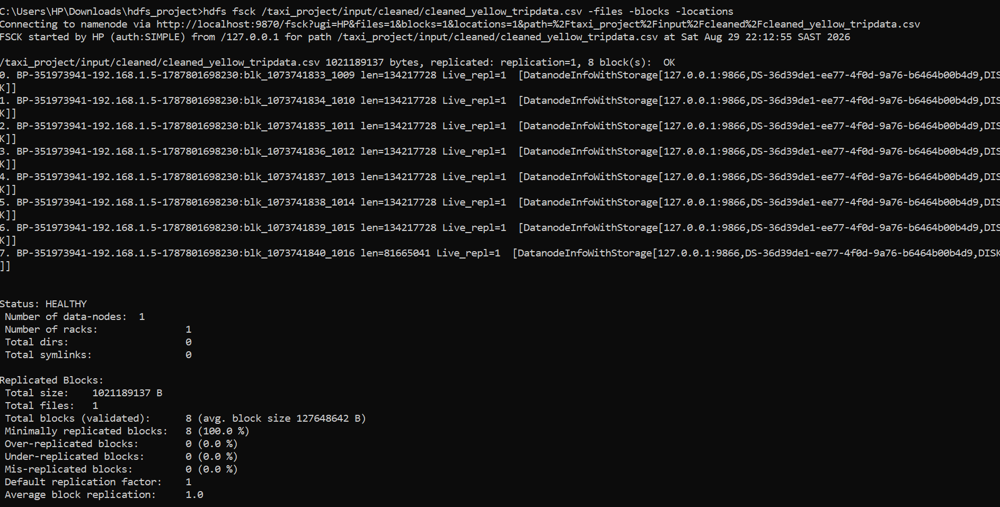 C:\Users\HP\Downloads\hdfs_project>hdfs fsck /taxi_project/input/cleaned/cleaned_yellow_tripdata.csv -files -blocks -locations
Connecting to namenode via http://localhost:9870/fsck?ugi=HP&files=1&blocks=1&locations=1&path=%2Ftaxi_project%2Finput%2Fcleaned%2Fcleaned_yellow_tripdata.csv
FSCK started by HP (auth:SIMPLE) from /127.0.0.1 for path /taxi_project/input/cleaned/cleaned_yellow_tripdata.csv at Sat Aug 29 22:12:55 SAST 2026
/taxi_project/input/cleaned/cleaned_yellow_tripdata.csv 1021189137 bytes, replicated: replication=1, 8 block(s):  OK
0. BP-351973941-192.168.1.5-1787801698230:blk_1073741833_1009 len=134217728 Live_repl=1  [DatanodeInfoWithStorage[127.0.0.1:9866,DS-36d39de1-ee77-4f0d-9a76-b6464b00b4d9,DIS
K]]
1. BP-351973941-192.168.1.5-1787801698230:blk_1073741834_1010 len=134217728 Live_repl=1  [DatanodeInfoWithStorage[127.0.0.1:9866,DS-36d39de1-ee77-4f0d-9a76-b6464b00b4d9,DIS
K]]
2. BP-351973941-192.168.1.5-1787801698230:blk_1073741835_1011 len=134217728 Live_repl=1  [DatanodeInfoWithStorage[127.0.0.1:9866,DS-36d39de1-ee77-4f0d-9a76-b6464b00b4d9,DIS
K]]
3. BP-351973941-192.168.1.5-1787801698230:blk_1073741836_1012 len=134217728 Live_repl=1  [DatanodeInfoWithStorage[127.0.0.1:9866,DS-36d39de1-ee77-4f0d-9a76-b6464b00b4d9,DIS
K]]
4. BP-351973941-192.168.1.5-1787801698230:blk_1073741837_1013 len=134217728 Live_repl=1  [DatanodeInfoWithStorage[127.0.0.1:9866,DS-36d39de1-ee77-4f0d-9a76-b6464b00b4d9,DIS
K]]
5. BP-351973941-192.168.1.5-1787801698230:blk_1073741838_1014 len=134217728 Live_repl=1  [DatanodeInfoWithStorage[127.0.0.1:9866,DS-36d39de1-ee77-4f0d-9a76-b6464b00b4d9,DIS
K]]
6. BP-351973941-192.168.1.5-1787801698230:blk_1073741839_1015 len=134217728 Live_repl=1  [DatanodeInfoWithStorage[127.0.0.1:9866,DS-36d39de1-ee77-4f0d-9a76-b6464b00b4d9,DIS
K]]
7. BP-351973941-192.168.1.5-1787801698230:blk_1073741840_1016 len=81665041 Live_repl=1  [DatanodeInfoWithStorage[127.0.0.1:9866,DS-36d39de1-ee77-4f0d-9a76-b6464b00b4d9,DISK
]]
Status: HEALTHY
Number of data-nodes:  1
Number of racks: 1
Total dirs: 0
Total symlinks: 0
Replicated Blocks:
Total size: 1021189137 B
Total files: 1
Total blocks (validated): 8 (avg. block size 127648642 B)
Minimally replicated blocks: 8 (100.0 %)
Over-replicated blocks: 0 (0.0 %)
Under-replicated blocks: 0 (0.0 %)
Mis-replicated blocks: 0 (0.0 %)
Default replication factor: 1
Average block replication: 1.0